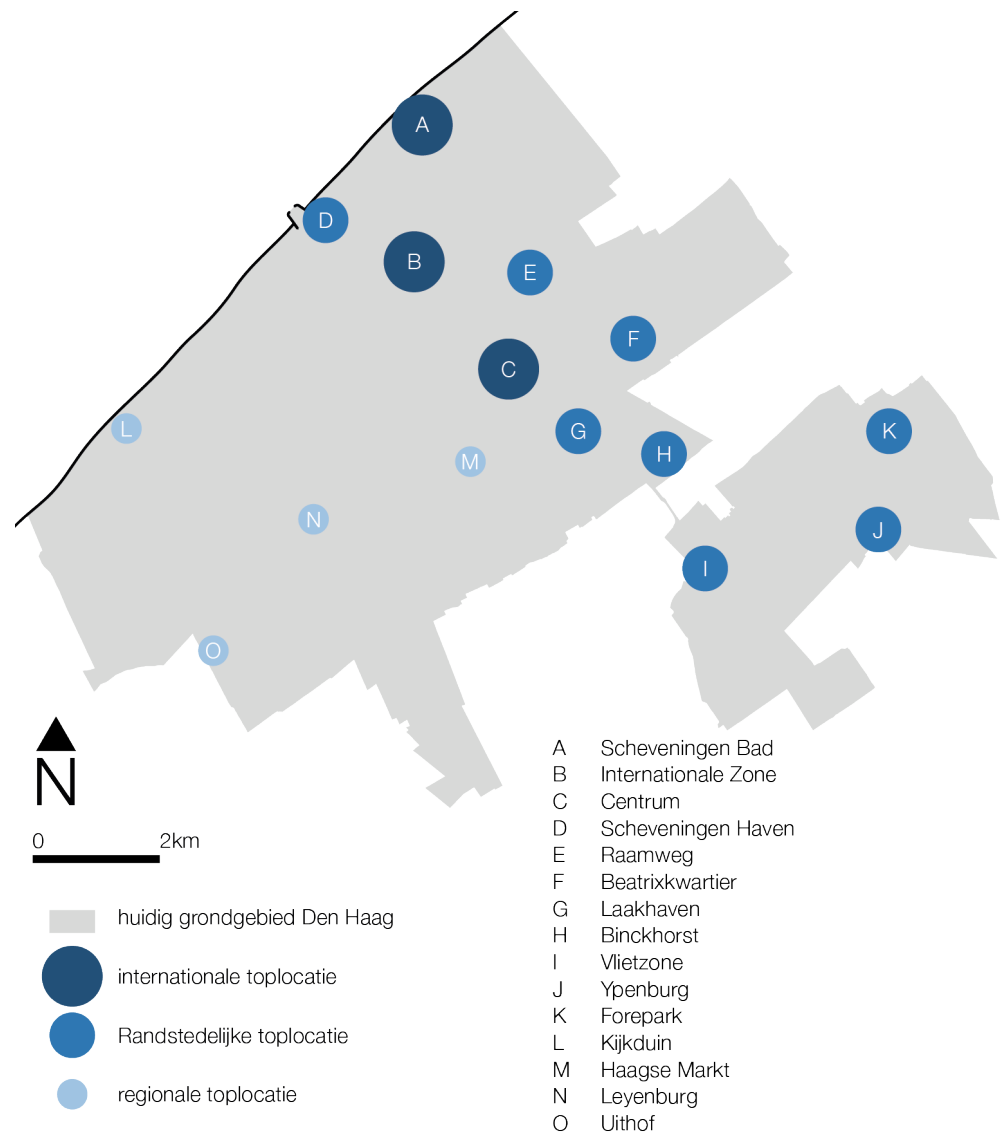 A
D
B
E
F
C
L
G
K
H
M
N
J
I
O
N
0 2km
huidig grondgebied Den Haag
internationale toplocatie
Randstedelijke toplocatie
regionale toplocatie
A Scheveningen Bad
B Internationale Zone
C Centrum
D Scheveningen Haven
E Raamweg
F Beatrixkwartier
G Laakhaven
H Binckhorst
I Vlietzone
J Ypenburg
K Forepark
L Kijkduin
M Haagse Markt
N Leyenburg
O Uithof